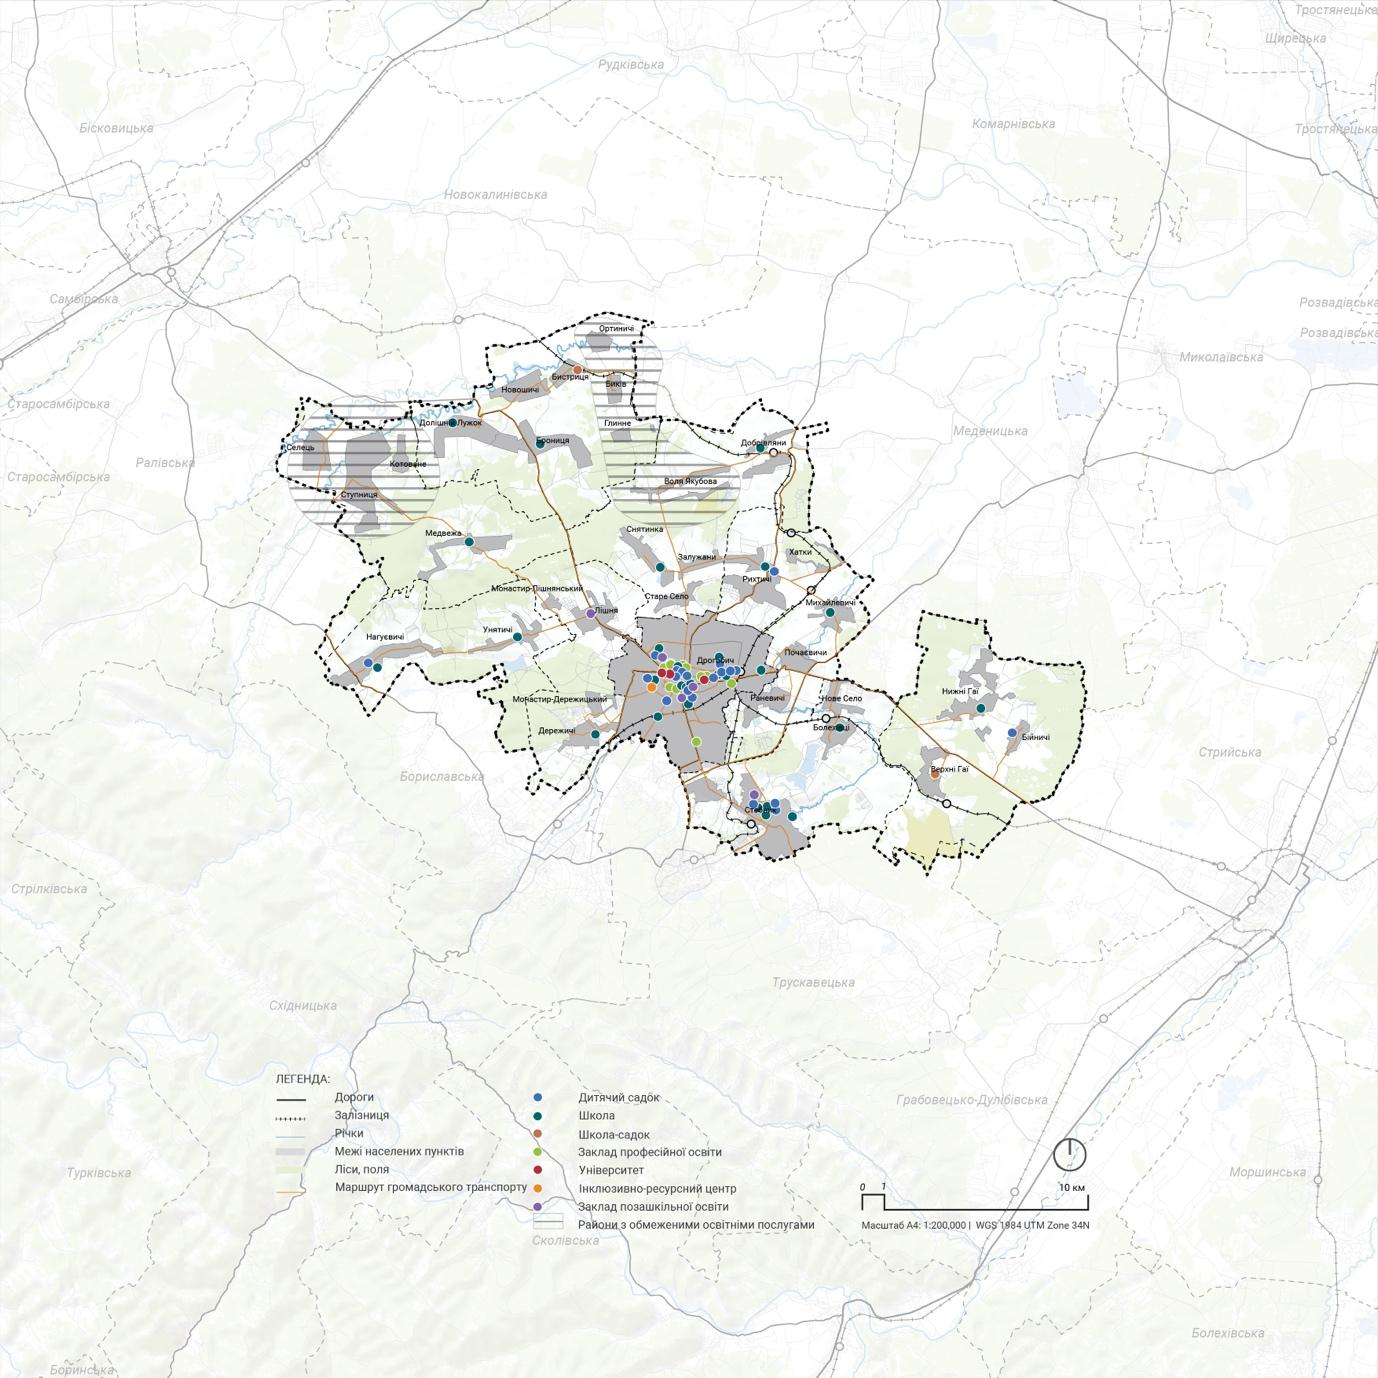 Тростянецька
Щирецька
Рудківська
Бісковицька
Комарнівська
Тростянецька
Новокалинівська
Самбірська
Розвадівська
Розвадівська
Миколаївська
Старосамбірська
Меденицька
Ралівська
Старосамбірська
Ортиничі
Бистриця
Биків
Новошичі
Долішній Лужок
Глинне
Брониця
Добрівляни
Селець
Котоване
Воля Якубова
Ступниця
Медвежа
Снятинка
Хатки
Залужани
Рихтичі
Монастир-Лішнянський
Старе Село
Михайлевичі
Лішня
Унятичі
Нагуєвичі
Почаєвичі
Дрогобич
Нижні Гаї
Монастир-Дережицький
Раневичі
Нове Село
Дережичі
Болехівці
Бійничі
Верхні Гаї
Стрийська
Бориславська
Стебник
Стрілківська
Трускавецька
Східницька
ЛЕГЕНДА:
Дороги
Залізниця
Річки
Межі населених пунктів
Ліси, поля
Маршрут громадського транспорту
Дитячий садок
Школа
Школа-садок
Заклад професійної освіти
Університет
Інклюзивно-ресурсний центр
Заклад позашкільної освіти
Райони з обмеженими освітніми послугами
Грабовецько-Дулібівська
Турківська
Моршинська
0 1 10 км
Масштаб А4: 1:200,000 | WGS 1984 UTM Zone 34N
Сколівська
Болехівська
Боринська